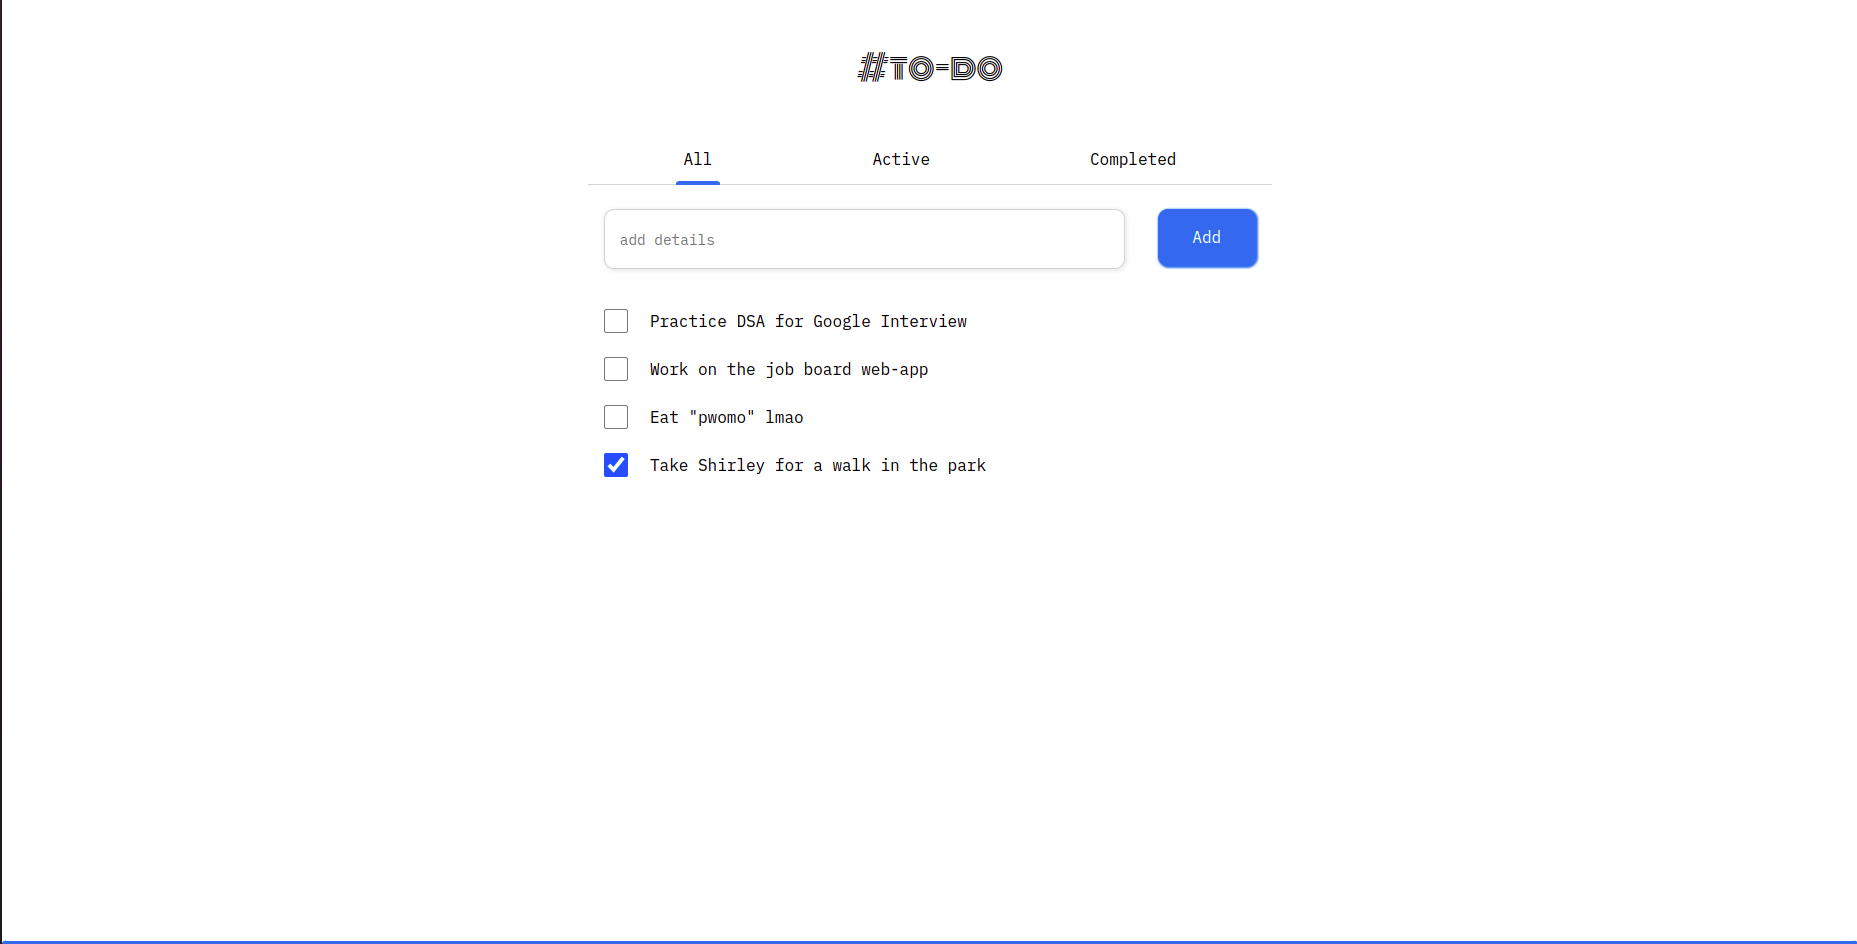 #TO-DO
All Active Completed
add details Add
Practice DSA for Google Interview
Work on the job board web-app
Eat "pwomo" lmao
Take Shirley for a walk in the park